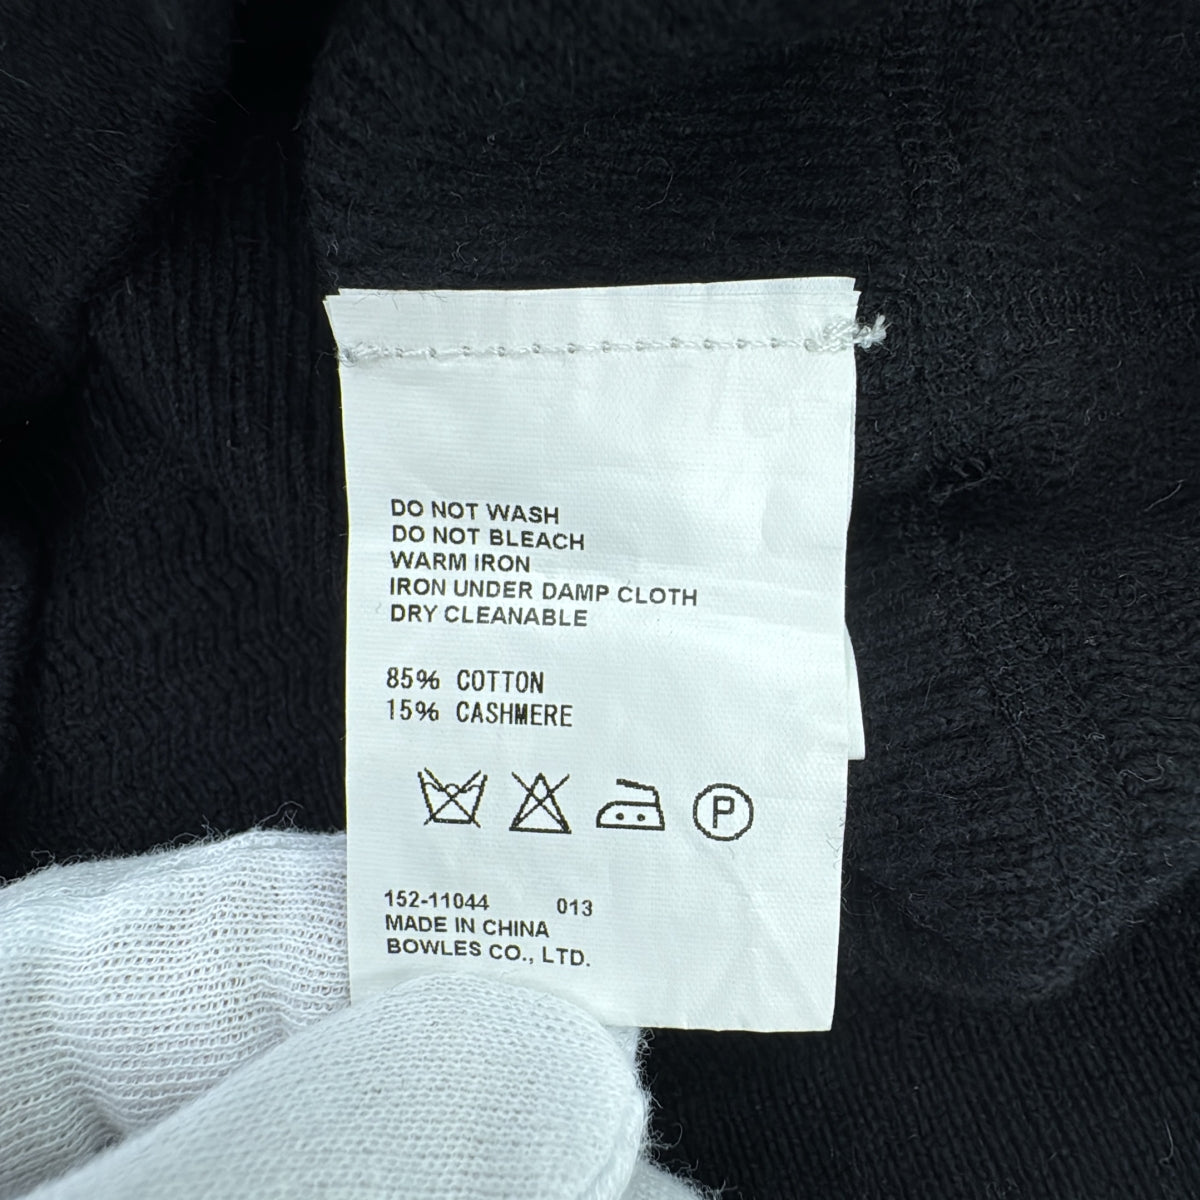 DO NOT WASH
DO NOT BLEACH
WARM IRON
IRON UNDER DAMP CLOTH
DRY CLEANABLE
85% COTTON
15% CASHMERE
P
152-11044 013
MADE IN CHINA
BOWLES CO., LTD.